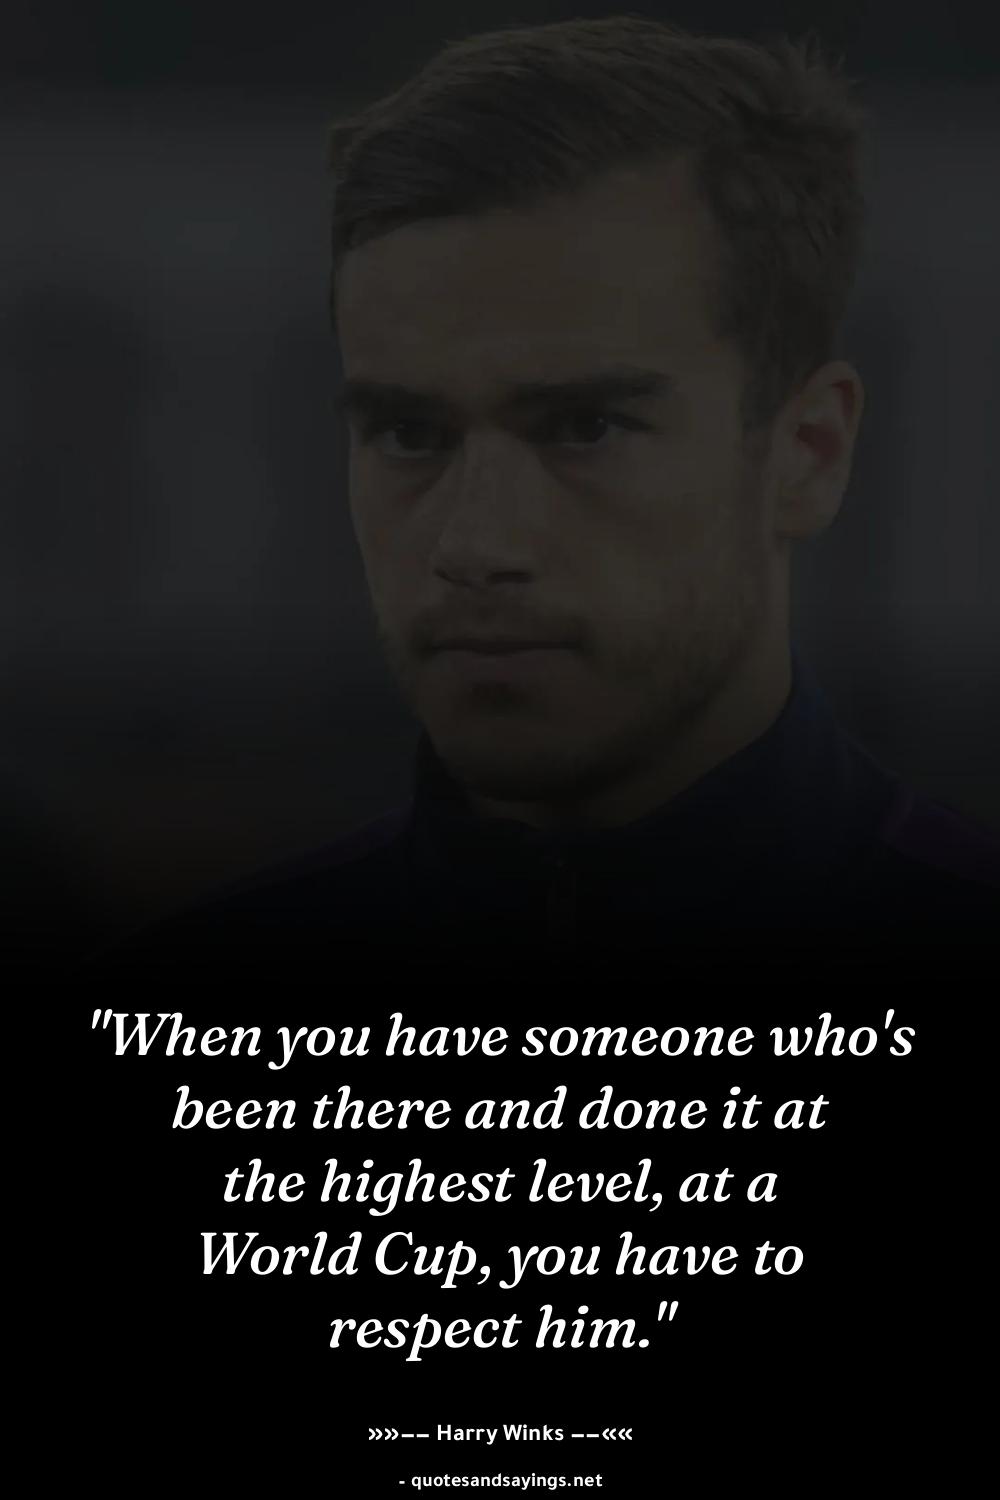 "When you have someone who's
been there and done it at
the highest level, at a
World Cup, you have to
respect him."
»»–– Harry Winks ––««
- quotesandsayings.net